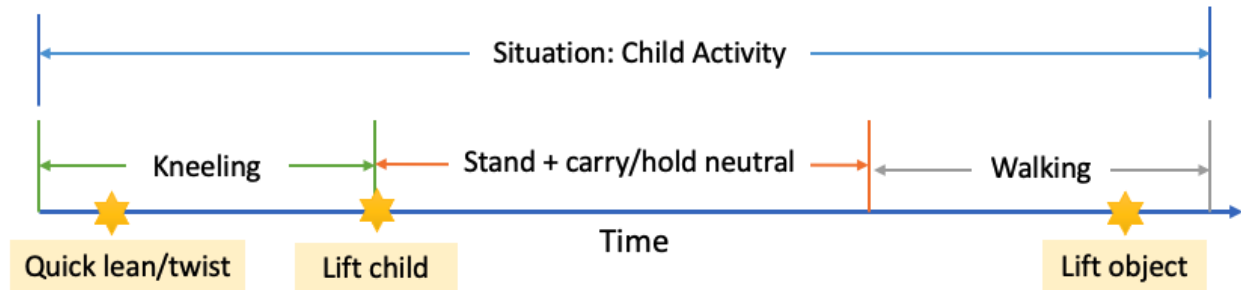 Situation: Child Activity
Kneeling
Stand + carry/hold neutral
Walking
Time
Quick lean/twist
Lift child
Lift object